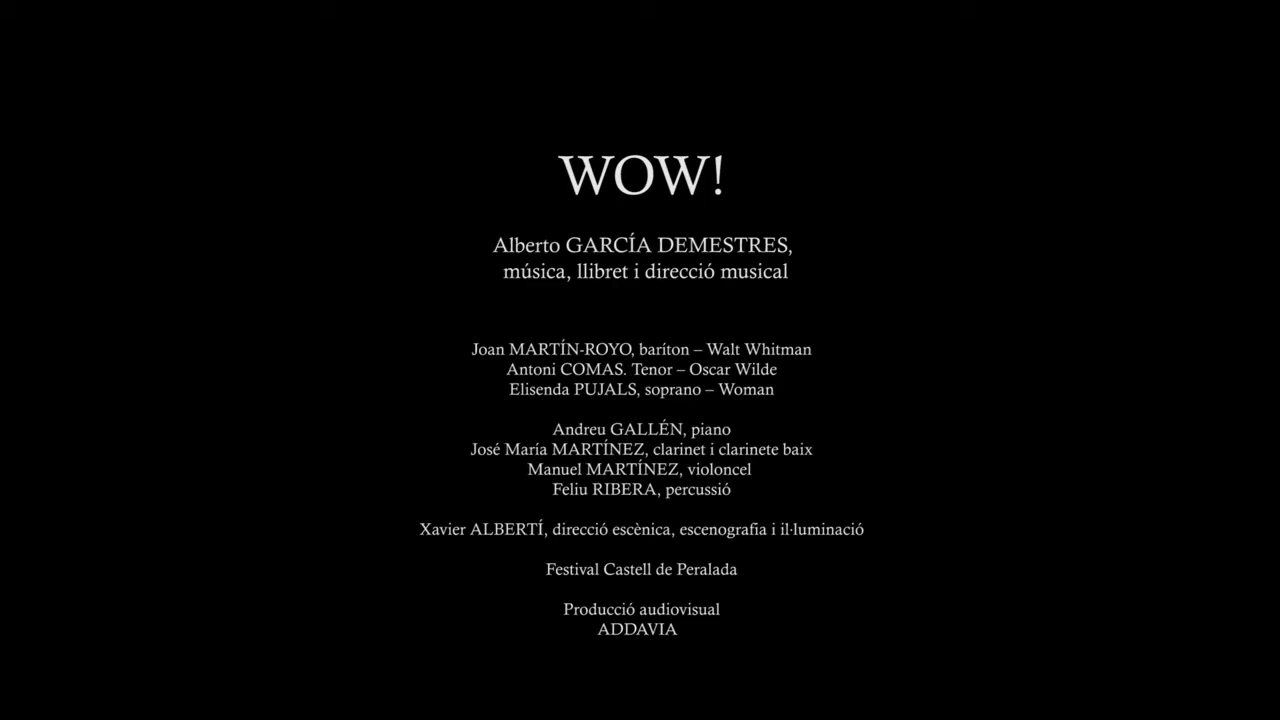 WOW!
Alberto GARCÍA DEMESTRES,
música, llibret i direcció musical
Joan MARTÍN-ROYO, baríton – Walt Whitman
Antoni COMAS. Tenor – Oscar Wilde
Elisenda PUJALS, soprano – Woman
Andreu GALLÉN, piano
José María MARTÍNEZ, clarinet i clarinete baix
Manuel MARTÍNEZ, violoncel
Feliu RIBERA, percussió
Xavier ALBERTÍ, direcció escènica, escenografia i il·luminació
Festival Castell de Peralada
Producció audiovisual
ADDAVIA